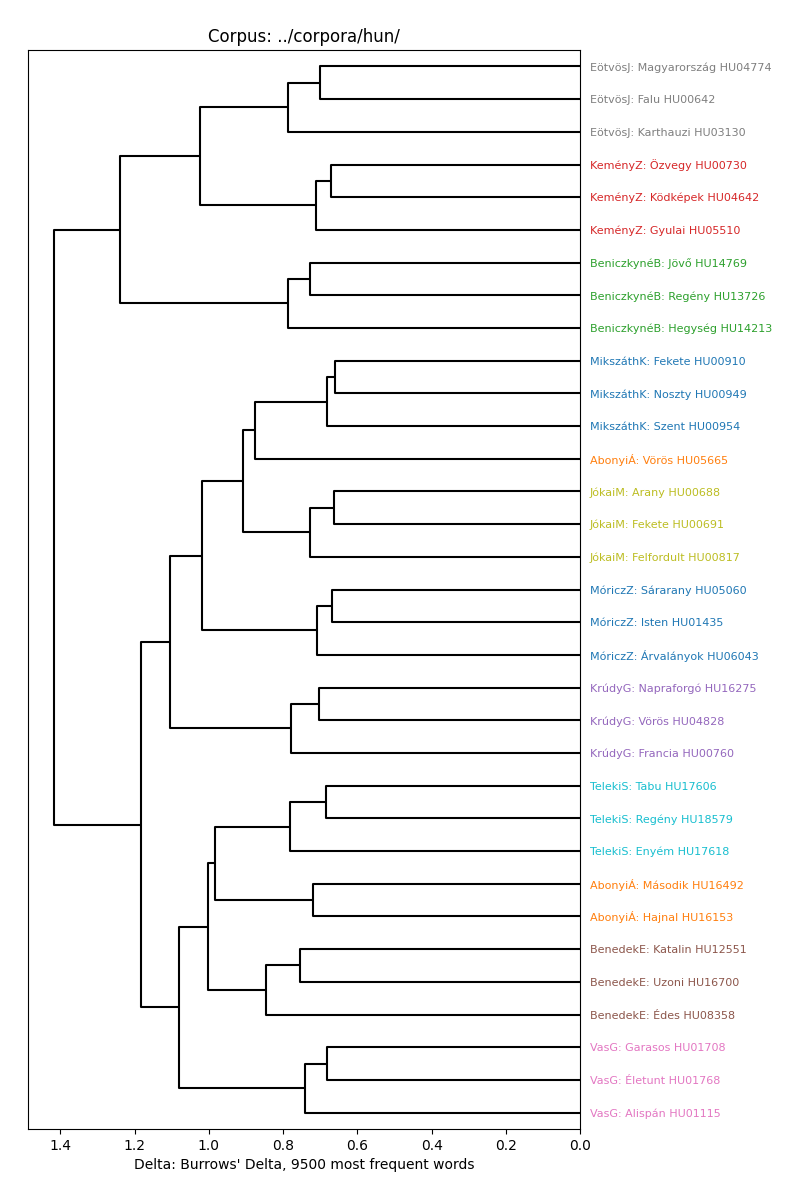 Corpus: ../corpora/hun/
EötvösJ: Magyarország HU04774
EötvösJ: Falu HU00642
EötvösJ: Karthauzi HU03130
KeményZ: Özvegy HU00730
KeményZ: Ködképek HU04642
KeményZ: Gyulai HU05510
BeniczkynéB: Jövő HU14769
BeniczkynéB: Regény HU13726
BeniczkynéB: Hegység HU14213
MikszáthK: Fekete HU00910
MikszáthK: Noszty HU00949
MikszáthK: Szent HU00954
AbonyiÁ: Vörös HU05665
JókaiM: Arany HU00688
JókaiM: Fekete HU00691
JókaiM: Felfordult HU00817
MóriczZ: Sárarany HU05060
MóriczZ: Isten HU01435
MóriczZ: Árvalányok HU06043
KrúdyG: Napraforgó HU16275
KrúdyG: Vörös HU04828
KrúdyG: Francia HU00760
TelekiS: Tabu HU17606
TelekiS: Regény HU18579
TelekiS: Enyém HU17618
AbonyiÁ: Második HU16492
AbonyiÁ: Hajnal HU16153
BenedekE: Katalin HU12551
BenedekE: Uzoni HU16700
BenedekE: Édes HU08358
VasG: Garasos HU01708
VasG: Életunt HU01768
VasG: Alispán HU01115
1.4 1.2 1.0 0.8 0.6 0.4 0.2 0.0
Delta: Burrows' Delta, 9500 most frequent words